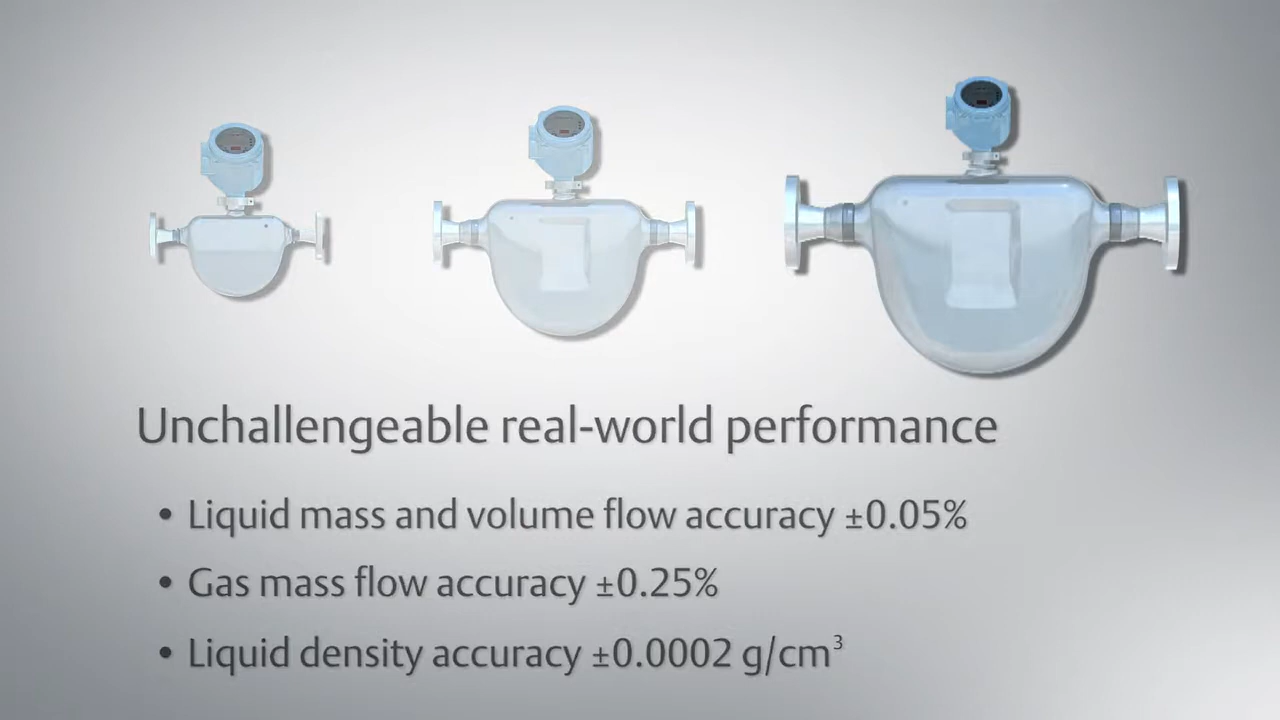 Unchallengeable real-world performance
• Liquid mass and volume flow accuracy ±0.05%
• Gas mass flow accuracy ±0.25%
• Liquid density accuracy ±0.0002 g/cm³